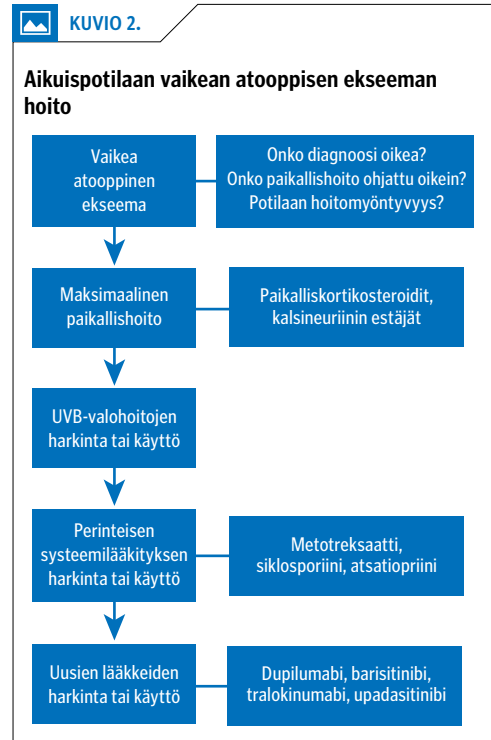 KUVIO 2.
Aikuispotilaan vaikean atooppisen ekseeman
hoito
Vaikea
atooppinen
ekseema
Onko diagnoosi oikea?
Onko paikallishoito ohjattu oikein?
Potilaan hoitomyöntyvyys?
Maksimaalinen
paikallishoito
Paikalliskortikosteroidit,
kalsineuriinin estäjät
UVB-valohoitojen
harkinta tai käyttö
Perinteisen
systeemilääkityksen
harkinta tai käyttö
Metotreksaatti,
siklosporiini, atsatiopriini
Uusien lääkkeiden
harkinta tai käyttö
Dupilumabi, barisitinibi,
tralokinumabi, upadasitinibi